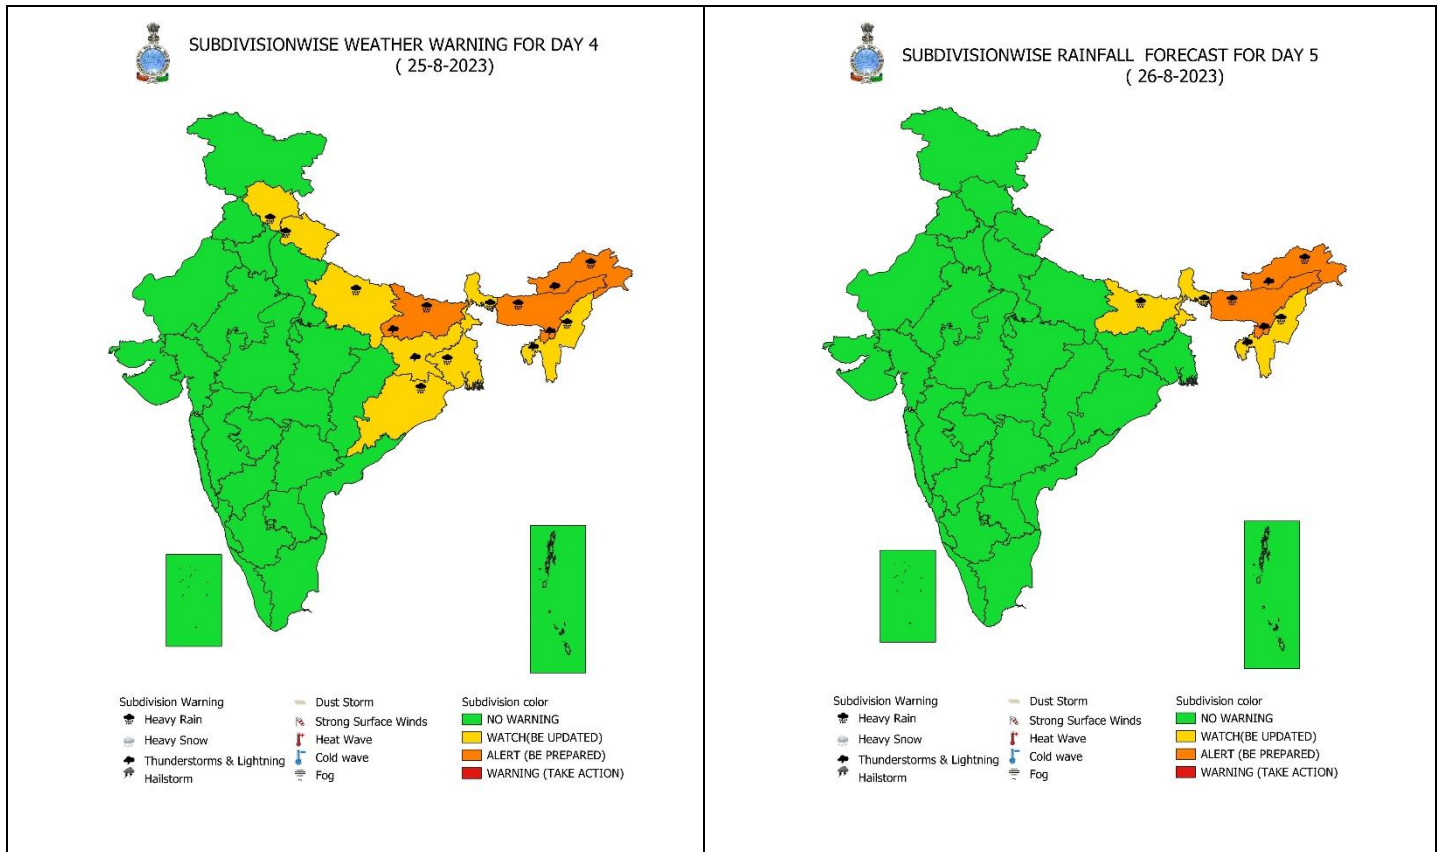 SUBDIVISIONWISE WEATHER WARNING FOR DAY 4
( 25-8-2023)
Subdivision Warning
Heavy Rain
Heavy Snow
Thunderstorms & Lightning
Hailstorm
Dust Storm
Strong Surface Winds
Heat Wave
Cold wave
Fog
Subdivision color
NO WARNING
WATCH(BE UPDATED)
ALERT (BE PREPARED)
WARNING (TAKE ACTION)
SUBDIVISIONWISE RAINFALL FORECAST FOR DAY 5
( 26-8-2023)
Subdivision Warning
Heavy Rain
Heavy Snow
Thunderstorms & Lightning
Hailstorm
Dust Storm
Strong Surface Winds
Heat Wave
Cold wave
Fog
Subdivision color
NO WARNING
WATCH(BE UPDATED)
ALERT (BE PREPARED)
WARNING (TAKE ACTION)